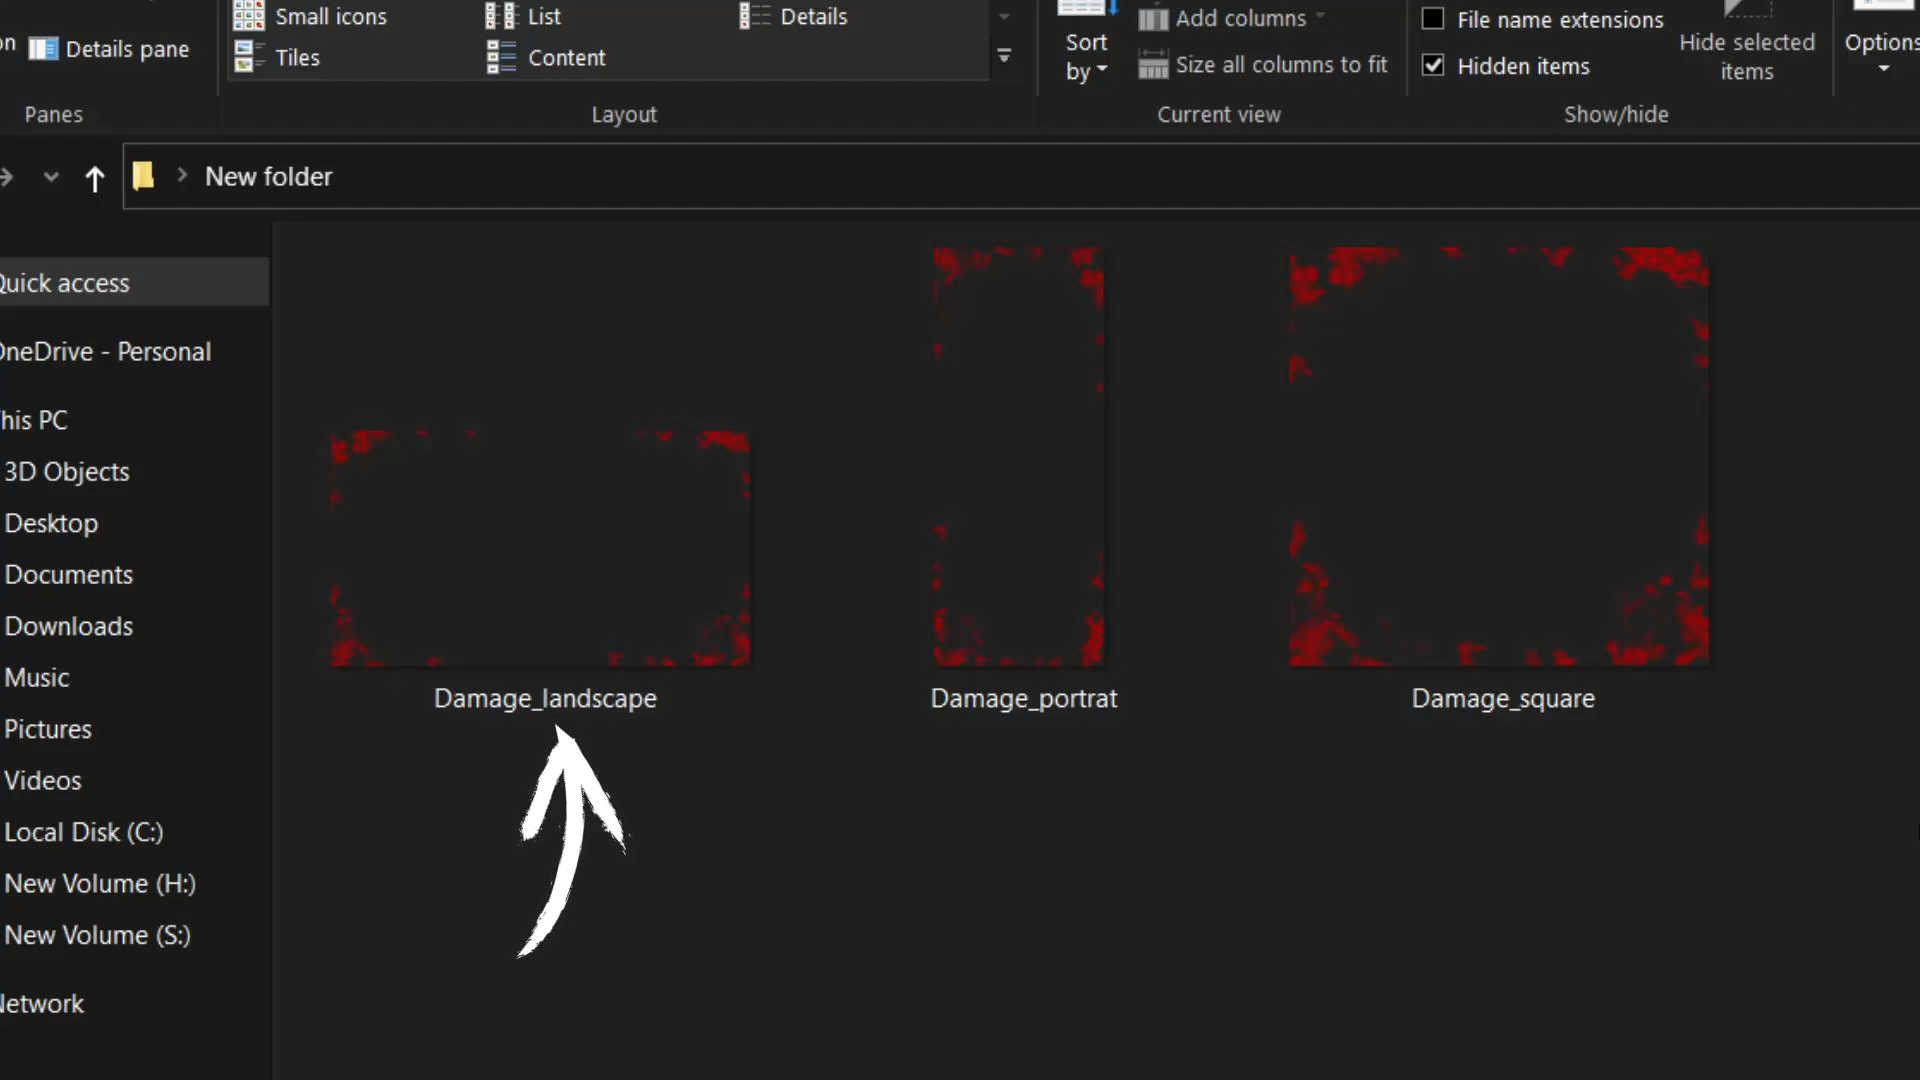 Small icons
List
Details
Add columns
File name extensions
Details pane
Tiles
Content
Sort
by
Size all columns to fit
Hidden items
Hide selected
items
Options
Panes
Layout
Current view
Show/hide
New folder
Quick access
OneDrive - Personal
This PC
3D Objects
Desktop
Documents
Downloads
Music
Pictures
Videos
Local Disk (C:)
New Volume (H:)
New Volume (S:)
Network
Damage_landscape
Damage_portrat
Damage_square